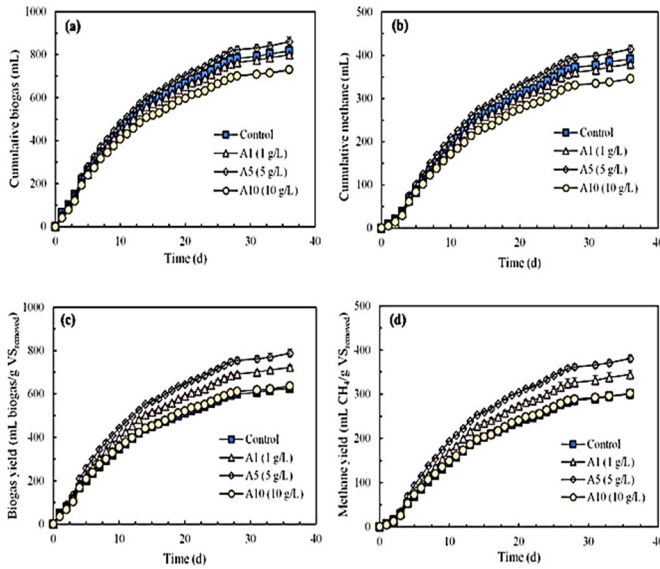 (a)
Cumulative biogas (mL)
1000
800
600
400
200
0
Control
A1 (1 g/L)
A5 (5 g/L)
A10 (10 g/L)
0 10 20 30 40
Time (d)
(b)
Cumulative methane (mL)
500
400
300
200
100
0
Control
A1 (1 g/L)
A5 (5 g/L)
A10 (10 g/L)
0 10 20 30 40
Time (d)
(c)
Biogas yield (mL biogas/g VSremoved)
1000
800
600
400
200
0
Control
A1 (1 g/L)
A5 (5 g/L)
A10 (10 g/L)
0 10 20 30 40
Time (d)
(d)
Methane yield (mL CH₄/g VSremoved)
500
400
300
200
100
0
Control
A1 (1 g/L)
A5 (5 g/L)
A10 (10 g/L)
0 10 20 30 40
Time (d)